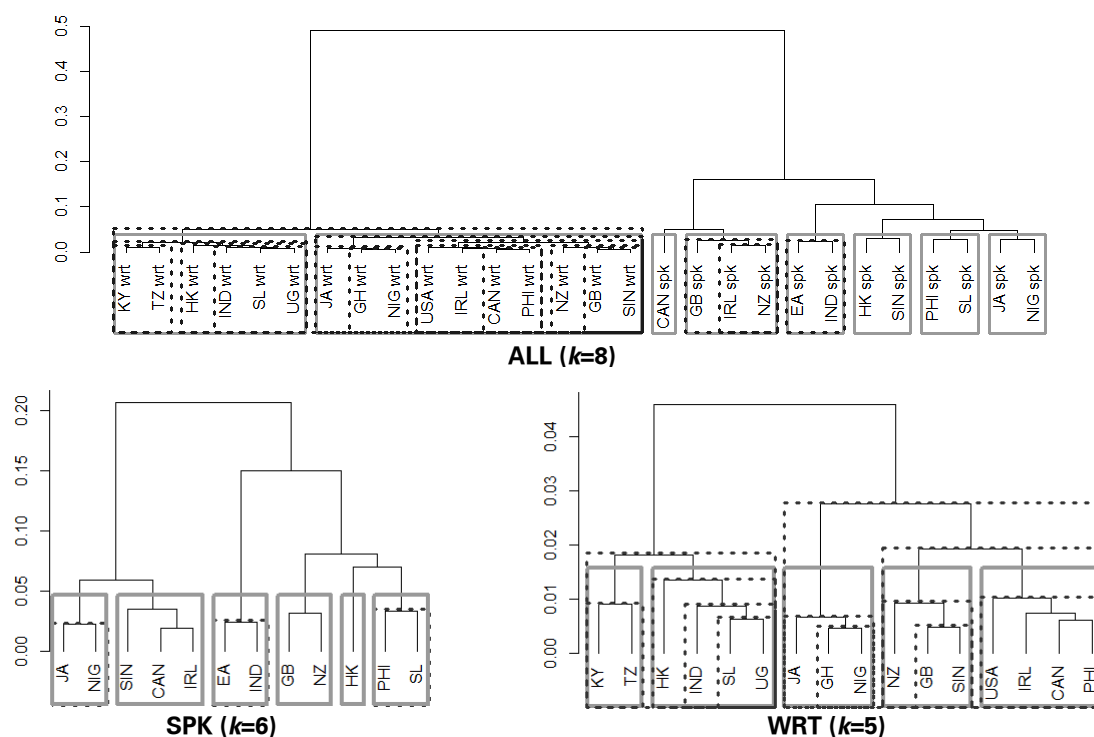 0.5
0.4
0.3
0.2
0.1
0.0
KY wrt
TZ wrt
HK wrt
IND wrt
SL wrt
UG wrt
JA wrt
GH wrt
NIG wrt
USA wrt
IRL wrt
CAN wrt
PHI wrt
NZ wrt
GB wrt
SIN wrt
CAN spk
GB spk
IRL spk
NZ spk
EA spk
IND spk
HK spk
SIN spk
PHI spk
SL spk
JA spk
NIG spk
ALL (k=8)
0.20
0.15
0.10
0.05
0.00
JA
NIG
SIN
CAN
IRL
EA
IND
GB
NZ
HK
PHI
SL
SPK (k=6)
0.04
0.03
0.02
0.01
0.00
KY
TZ
HK
IND
SL
UG
JA
GH
NIG
NZ
GB
SIN
USA
IRL
CAN
PHI
WRT (k=5)